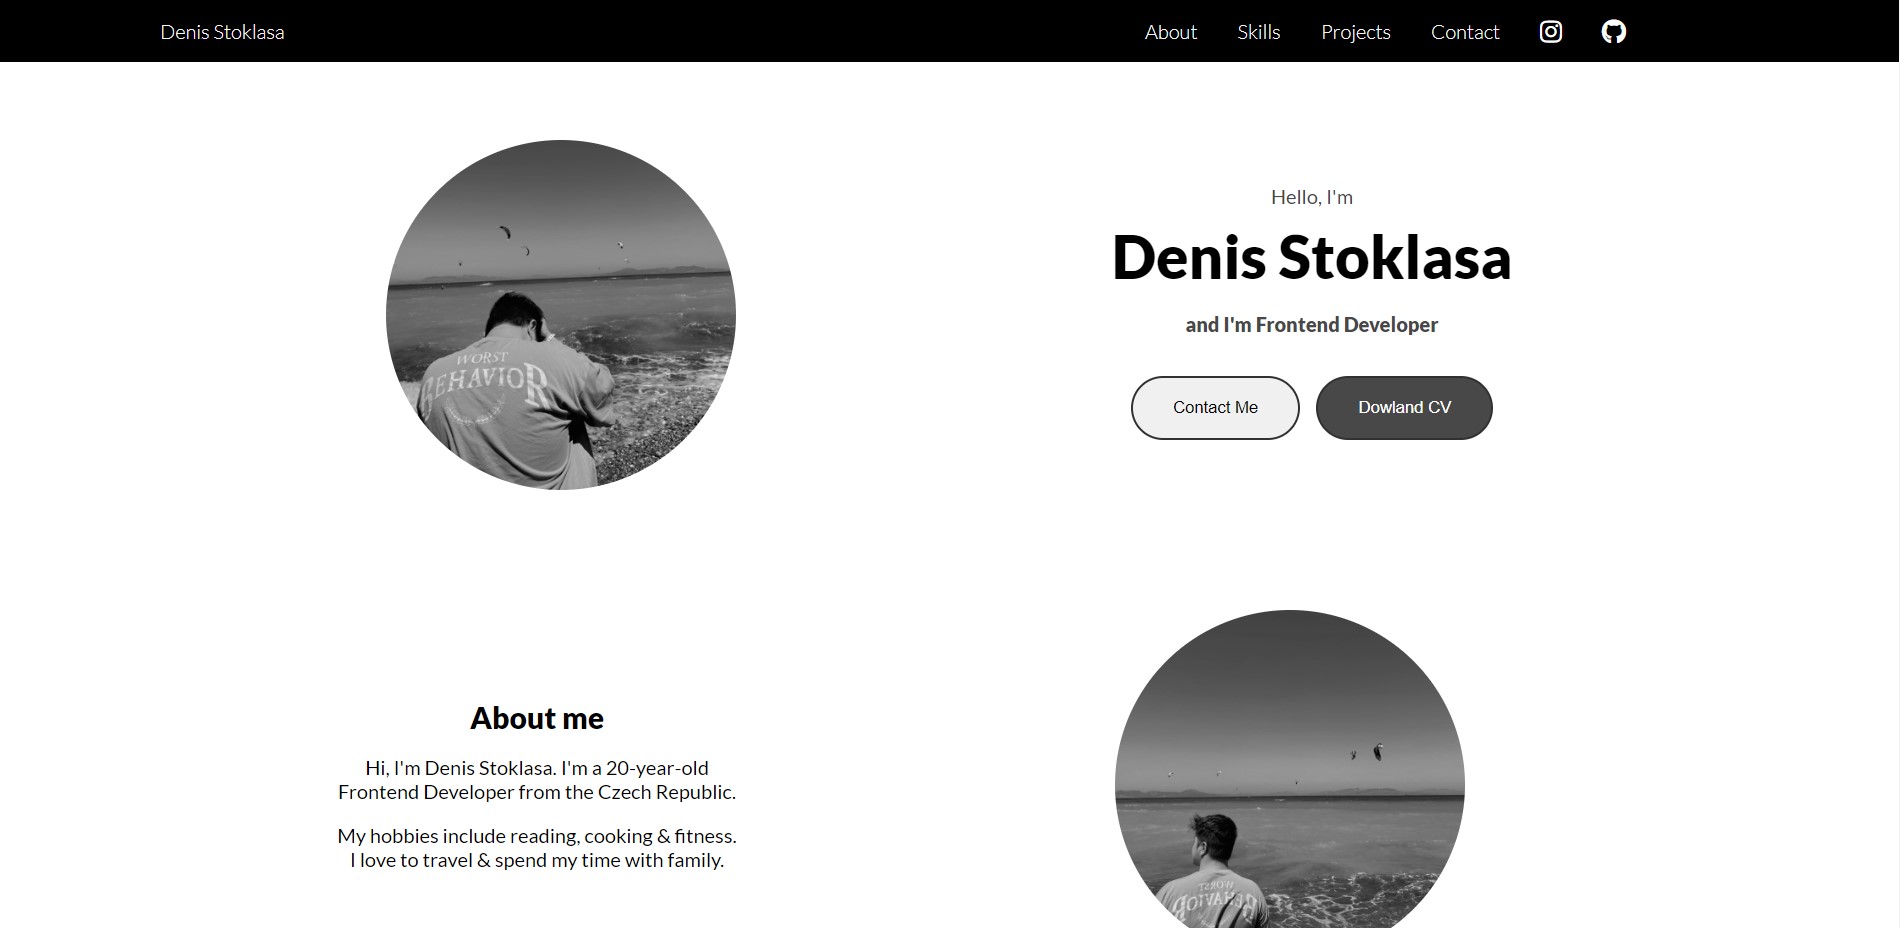 Denis Stoklasa
About Skills Projects Contact
WORST
BEHAVIOR
Hello, I'm
Denis Stoklasa
and I'm Frontend Developer
Contact Me
Dowland CV
About me
Hi, I'm Denis Stoklasa. I'm a 20-year-old
Frontend Developer from the Czech Republic.
My hobbies include reading, cooking & fitness.
I love to travel & spend my time with family.
WORST
BEHAVIOR